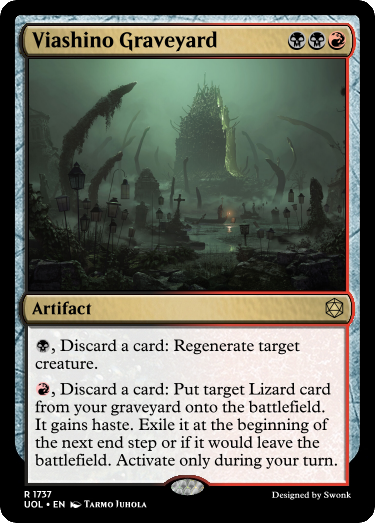 Viashino Graveyard
Artifact
, Discard a card: Regenerate target
creature.
, Discard a card: Put target Lizard card
from your graveyard onto the battlefield.
It gains haste. Exile it at the beginning of
the next end step or if it would leave the
battlefield. Activate only during your turn.
R 1737
UOL • EN Tarmo Juhola
Designed by Swonk